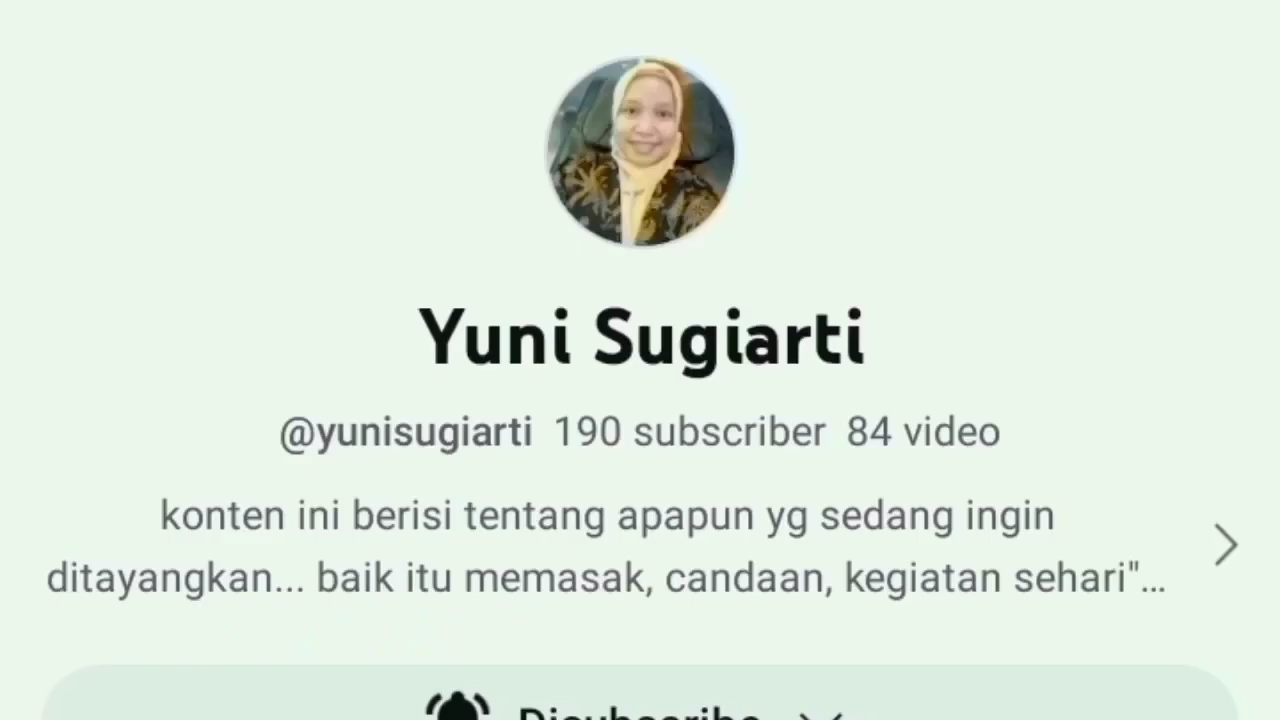 Yuni Sugiarti
@yunisugiarti 190 subscriber 84 video
konten ini berisi tentang apapun yg sedang ingin
ditayangkan... baik itu memasak, candaan, kegiatan sehari"...
Disubscribe